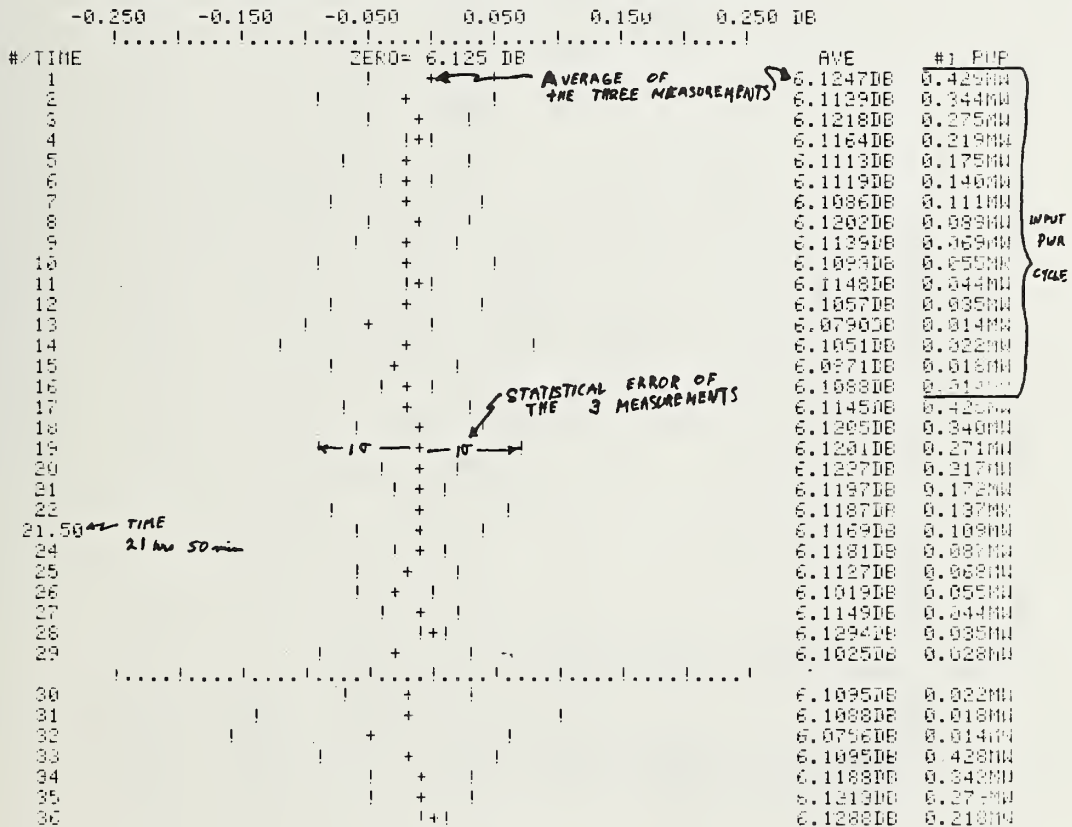 -0.250 -0.150 -0.050 0.050 0.150 0.250 DB
#/TIME ZERO= 6.125 DB AVE #1 PWR
1 + AVERAGE OF THE THREE MEASUREMENTS 6.1247DB 0.429MW
2 ! + ! 6.1139DB 0.344MW
3 ! + ! 6.1218DB 0.275MW
4 !+! 6.1164DB 0.219MW
5 ! + ! 6.1113DB 0.175MW
6 ! + ! 6.1119DB 0.140MW
7 ! + ! 6.1086DB 0.111MW
8 ! + ! 6.1202DB 0.089MW INPUT
9 ! + ! 6.1139DB 0.069MW PWR
10 ! + ! 6.1093DB 0.055MW CYCLE
11 !+! 6.1148DB 0.044MW
12 ! + ! 6.1057DB 0.035MW
13 ! + ! 6.0790DB 0.014MW
14 ! + ! 6.1051DB 0.022MW
15 ! + ! 6.0971DB 0.018MW
16 ! + ! STATISTICAL ERROR OF THE 3 MEASUREMENTS 6.1088DB
17 ! + ! 6.1145DB
18 ! + ! 6.1205DB 0.340MW
19 1σ + 1σ 6.1201DB 0.271MW
20 ! + ! 0.217MW
21 ! + ! 6.1197DB 0.172MW
22 ! + ! 6.1187DB 0.137MW
21.50 TIME 21 hrs 50 min ! + ! 6.1169DB 0.109MW
24 ! + ! 6.1181DB 0.087MW
25 ! + ! 6.1127DB 0.068MW
26 ! + ! 6.1019DB 0.055MW
27 ! + ! 6.1149DB 0.044MW
28 !+! 6.1294DB 0.035MW
29 ! + ! 6.1025DB 0.028MW
30 ! + ! 6.1095DB 0.022MW
31 ! + ! 6.1088DB 0.018MW
32 ! + ! 6.0756DB 0.014MW
33 ! + ! 6.1095DB 0.428MW
34 ! + ! 6.1188DB 0.342MW
35 ! + ! 6.1213DB
36 !+! 6.1288DB 0.218MW